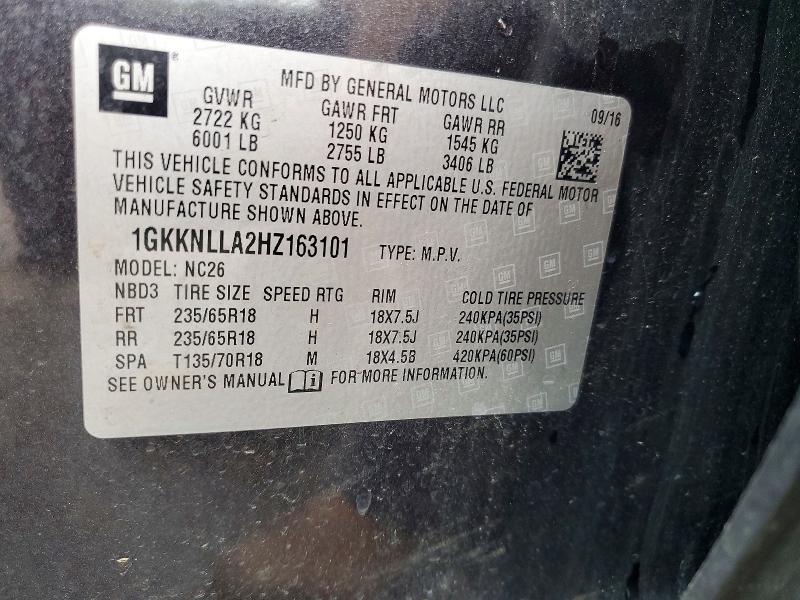 GM®
MFD BY GENERAL MOTORS LLC
09/16
GVWR GAWR FRT GAWR RR
2722 KG 1250 KG 1545 KG
6001 LB 2755 LB 3406 LB
THIS VEHICLE CONFORMS TO ALL APPLICABLE U.S. FEDERAL MOTOR
VEHICLE SAFETY STANDARDS IN EFFECT ON THE DATE OF
MANUFACTURE SHOWN ABOVE.
1GKKNLLA2HZ163101 TYPE: M.P.V.
MODEL: NC26
NBD3 TIRE SIZE SPEED RTG RIM COLD TIRE PRESSURE
FRT 235/65R18 H 18X7.5J 240KPA(35PSI)
RR 235/65R18 H 18X7.5J 240KPA(35PSI)
SPA T135/70R18 M 18X4.5B 420KPA(60PSI)
SEE OWNER'S MANUAL i FOR MORE INFORMATION.